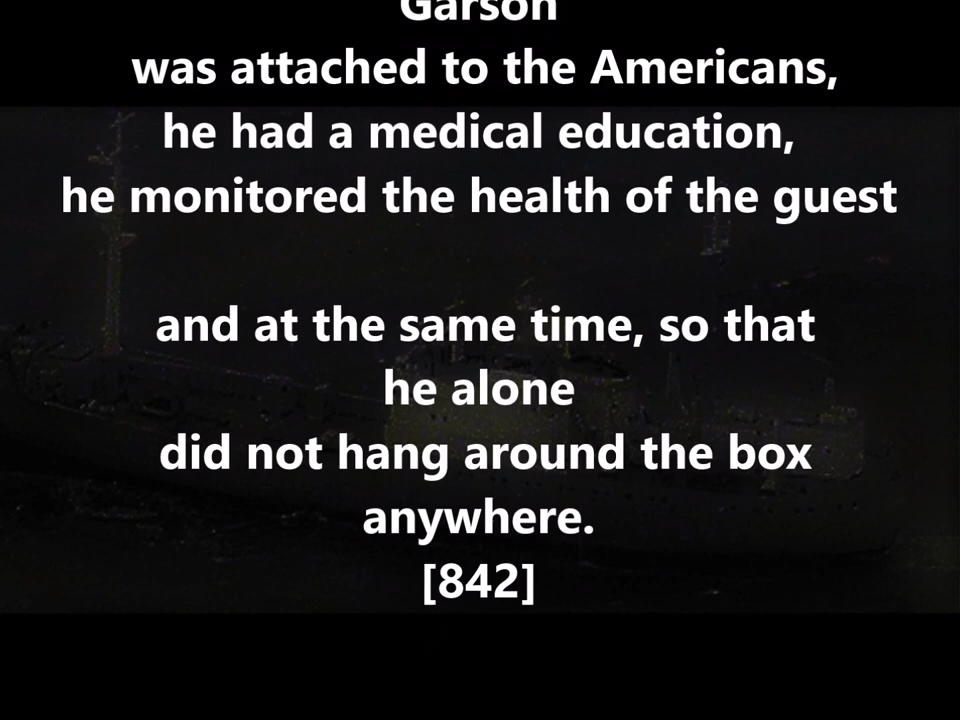 Garson
was attached to the Americans,
he had a medical education,
he monitored the health of the guest
and at the same time, so that
he alone
did not hang around the box
anywhere.
[842]